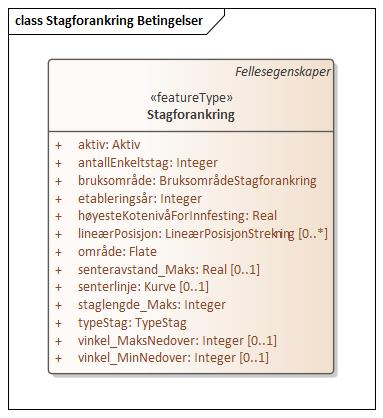 class Stagforankring Betingelser
Fellesegenskaper
«featureType»
Stagforankring
+ aktiv: Aktiv
+ antallEnkeltstag: Integer
+ bruksområde: BruksområdeStagforankring
+ etableringsår: Integer
+ høyesteKotenivåForInnfesting: Real
+ lineærPosisjon: LineærPosisjonStrekning [0..*]
+ område: Flate
+ senteravstand_Maks: Real [0..1]
+ senterlinje: Kurve [0..1]
+ staglengde_Maks: Integer
+ typeStag: TypeStag
+ vinkel_MaksNedover: Integer [0..1]
+ vinkel_MinNedover: Integer [0..1]